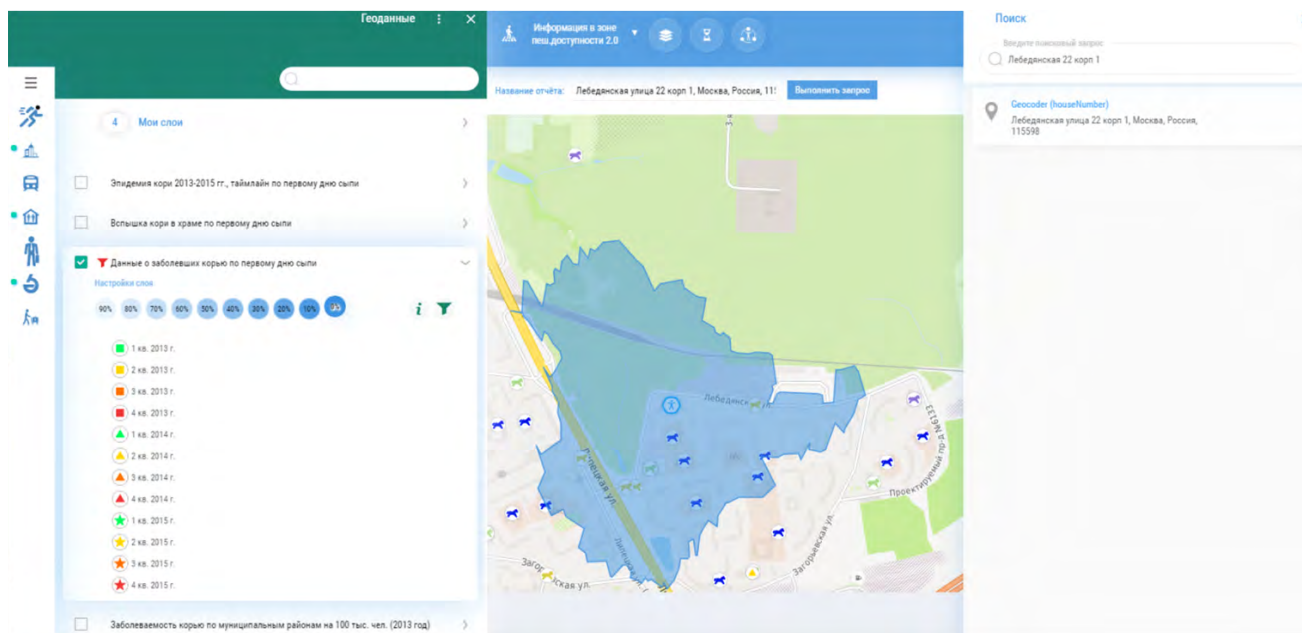 Геоданные
4 Мои слои
Эпидемия кори 2013-2015 гг., таймлайн по первому дню сыпи
Вспышка кори в храме по первому дню сыпи
Данные о заболевших корью по первому дню сыпи
Настройки слоя
90% 80% 70% 60% 50% 40% 30% 20% 10%
1 кв. 2013 г.
2 кв. 2013 г.
3 кв. 2013 г.
4 кв. 2013 г.
1 кв. 2014 г.
2 кв. 2014 г.
3 кв. 2014 г.
4 кв. 2014 г.
1 кв. 2015 г.
2 кв. 2015 г.
3 кв. 2015 г.
4 кв. 2015 г.
Заболеваемость корью по муниципальным районам на 100 тыс. чел. (2013 год)
Информация в зоне
пеш.доступности 2.0
Название отчёта: Лебедянская улица 22 корп 1, Москва, Россия, 11
Выполнить запрос
Липецкая ул.
Липецкая
Загорьевская ул.
Проектируемый пр-д №6133
Поиск
Введите поисковый запрос
Лебедянская 22 корп 1
Geocoder (houseNumber)
Лебедянская улица 22 корп 1, Москва, Россия,
115598